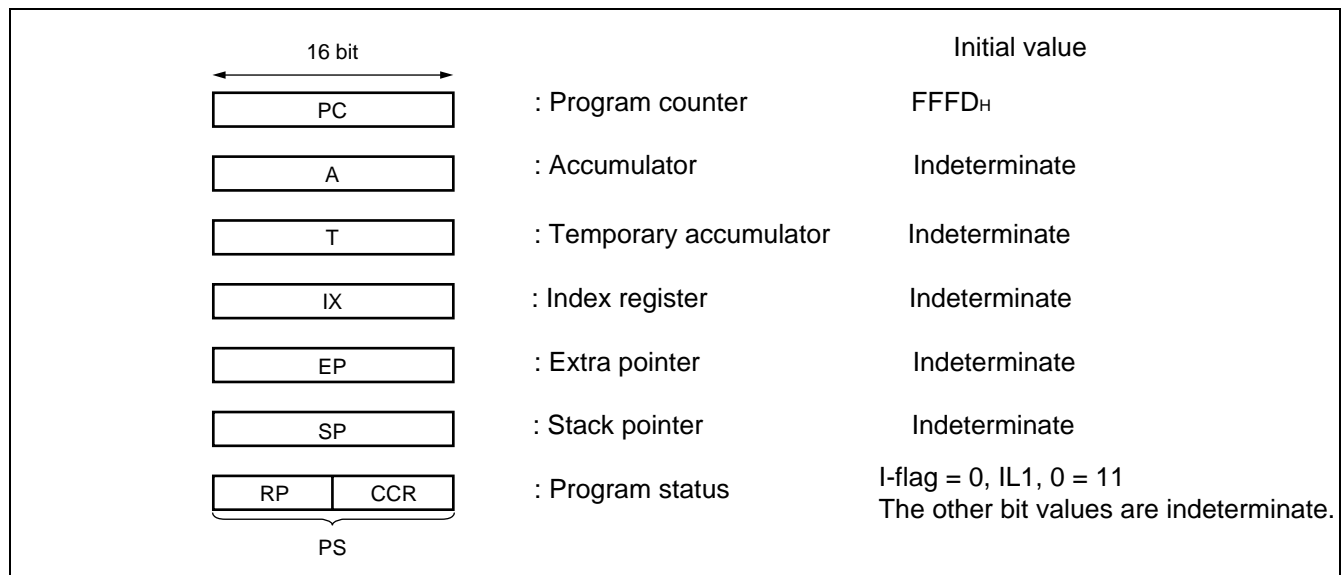 16 bit Initial value
PC : Program counter FFFDH
A : Accumulator Indeterminate
T : Temporary accumulator Indeterminate
IX : Index register Indeterminate
EP : Extra pointer Indeterminate
SP : Stack pointer Indeterminate
RP CCR : Program status I-flag = 0, IL1, 0 = 11
The other bit values are indeterminate.
PS